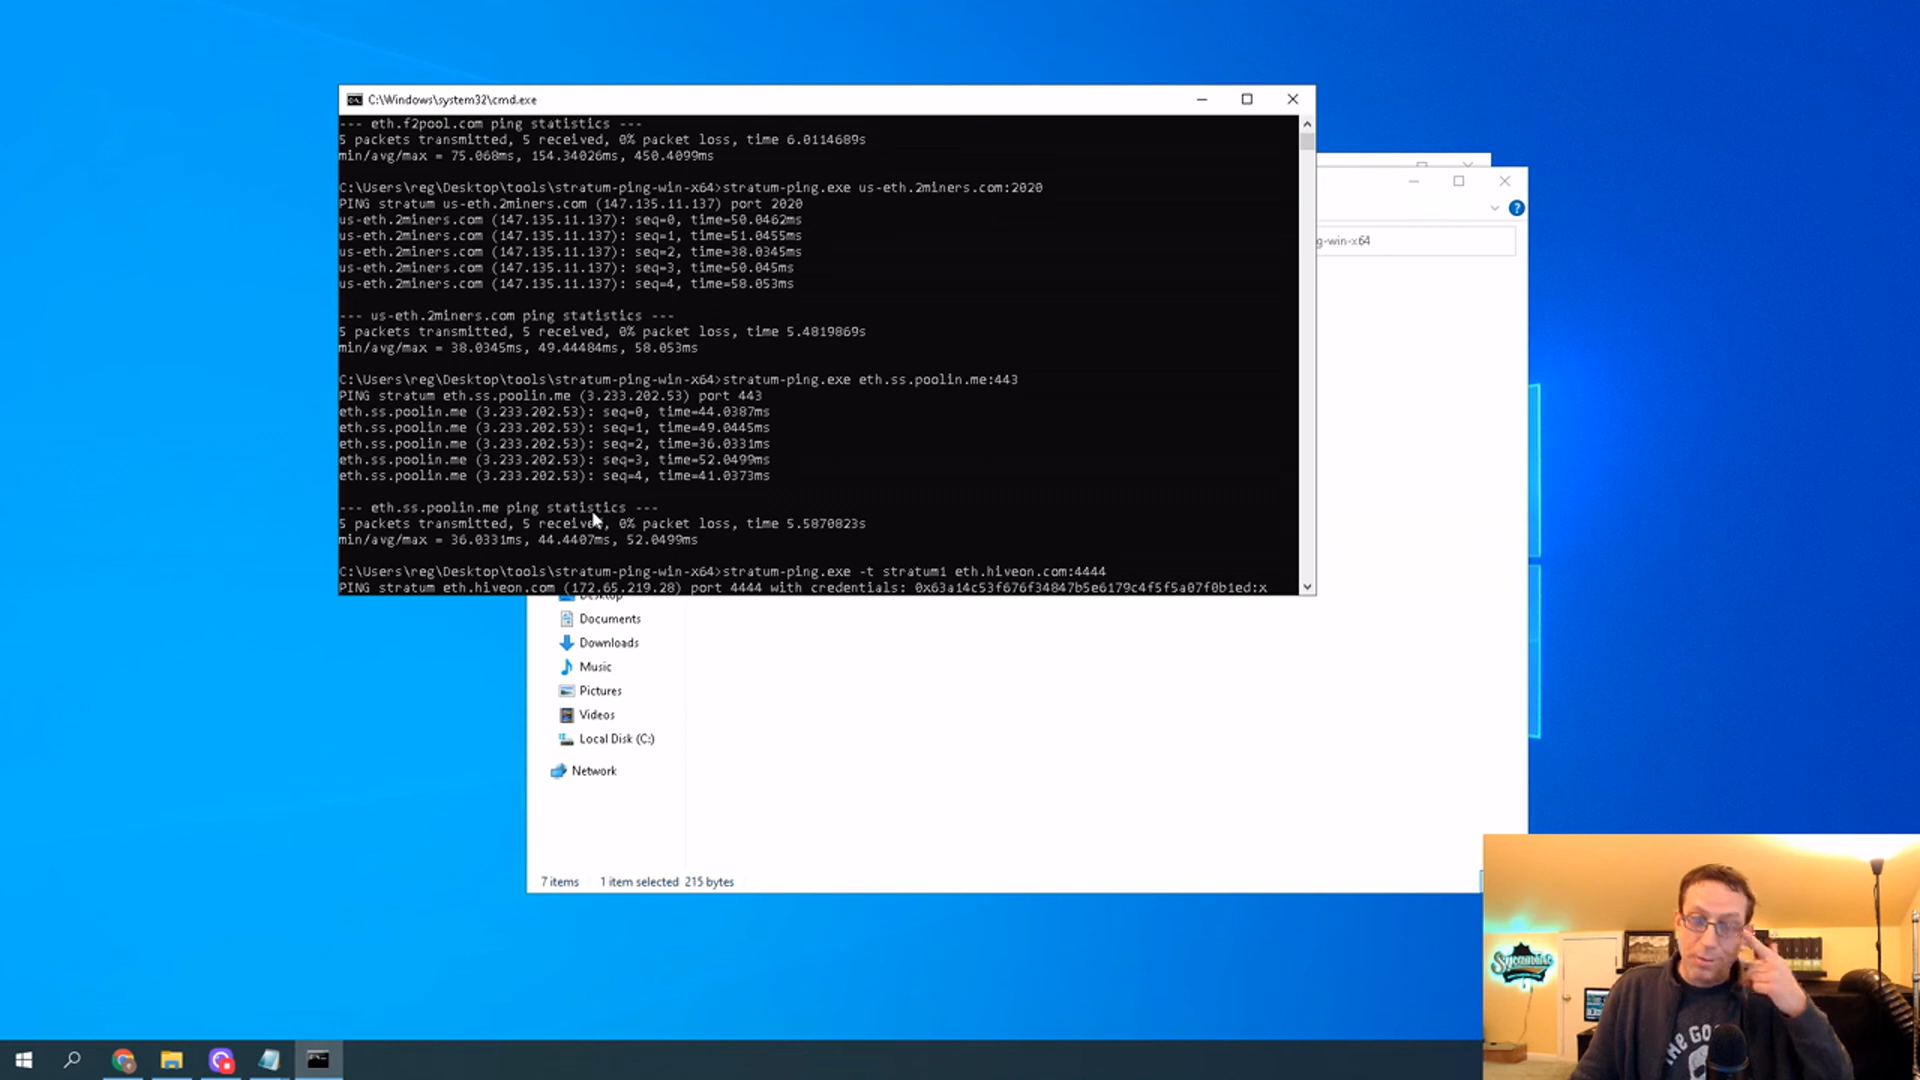 C:\Windows\system32\cmd.exe
--- eth.f2pool.com ping statistics ---
5 packets transmitted, 5 received, 0% packet loss, time 6.0114689s
min/avg/max = 75.068ms, 154.34026ms, 450.4099ms
C:\Users\reg\Desktop\tools\stratum-ping-win-x64>stratum-ping.exe us-eth.2miners.com:2020
PING stratum us-eth.2miners.com (147.135.11.137) port 2020
us-eth.2miners.com (147.135.11.137): seq=0, time=50.0462ms
us-eth.2miners.com (147.135.11.137): seq=1, time=51.0455ms
us-eth.2miners.com (147.135.11.137): seq=2, time=38.0345ms
us-eth.2miners.com (147.135.11.137): seq=3, time=50.045ms
us-eth.2miners.com (147.135.11.137): seq=4, time=58.053ms
--- us-eth.2miners.com ping statistics ---
5 packets transmitted, 5 received, 0% packet loss, time 5.4819869s
min/avg/max = 38.0345ms, 49.44484ms, 58.053ms
C:\Users\reg\Desktop\tools\stratum-ping-win-x64>stratum-ping.exe eth.ss.poolin.me:443
PING stratum eth.ss.poolin.me (3.233.202.53) port 443
eth.ss.poolin.me (3.233.202.53): seq=0, time=44.0387ms
eth.ss.poolin.me (3.233.202.53): seq=1, time=49.0445ms
eth.ss.poolin.me (3.233.202.53): seq=2, time=36.0331ms
eth.ss.poolin.me (3.233.202.53): seq=3, time=52.0499ms
eth.ss.poolin.me (3.233.202.53): seq=4, time=41.0373ms
--- eth.ss.poolin.me ping statistics ---
5 packets transmitted, 5 received, 0% packet loss, time 5.5870823s
min/avg/max = 36.0331ms, 44.4407ms, 52.0499ms
C:\Users\reg\Desktop\tools\stratum-ping-win-x64>stratum-ping.exe -t stratum1 eth.hiveon.com:4444
PING stratum eth.hiveon.com (172.65.219.28) port 4444 with credentials: 0x63a14c53f676f34847b5e6179c4f5f5a07f0b1ed:x
g-win-x64
Desktop
Documents
Downloads
Music
Pictures
Videos
Local Disk (C:)
Network
7 items 1 item selected 215 bytes
THE GO